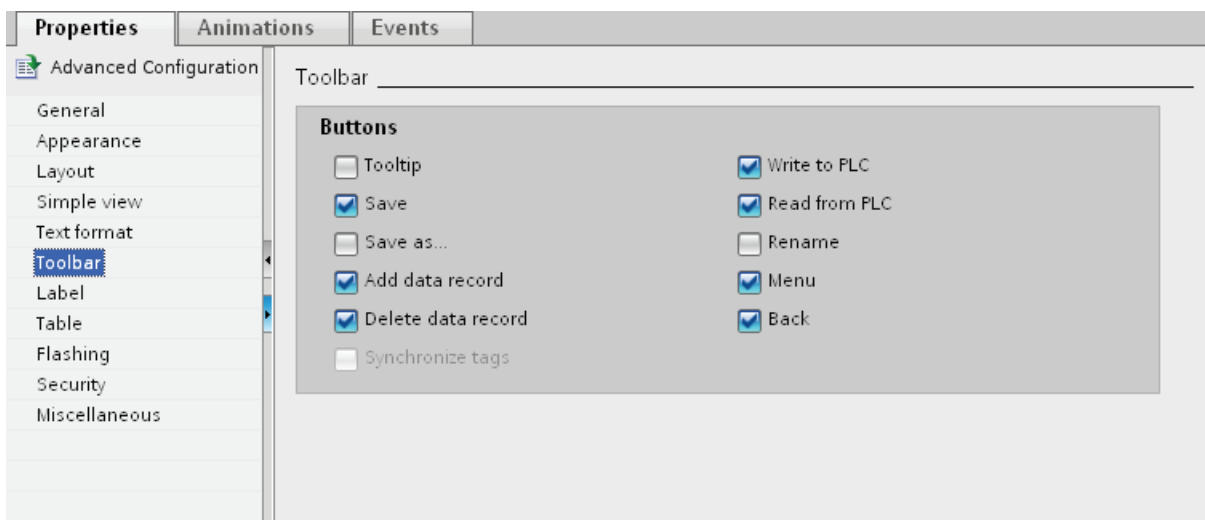 Properties Animations Events
Advanced Configuration
General
Appearance
Layout
Simple view
Text format
Toolbar
Label
Table
Flashing
Security
Miscellaneous
Toolbar
Buttons
Tooltip
Save
Save as...
Add data record
Delete data record
Synchronize tags
Write to PLC
Read from PLC
Rename
Menu
Back